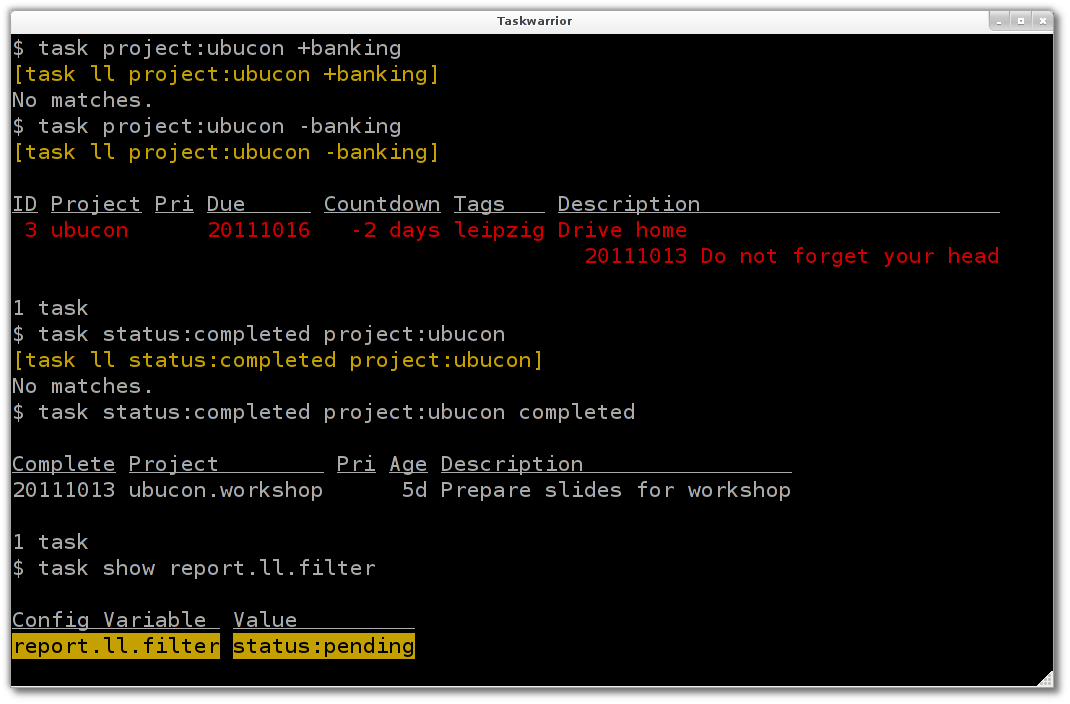 Taskwarrior
$ task project:ubucon +banking
[task ll project:ubucon +banking]
No matches.
$ task project:ubucon -banking
[task ll project:ubucon -banking]
ID Project Pri Due Countdown Tags Description
3 ubucon 20111016 -2 days leipzig Drive home
20111013 Do not forget your head
1 task
$ task status:completed project:ubucon
[task ll status:completed project:ubucon]
No matches.
$ task status:completed project:ubucon completed
Complete Project Pri Age Description
20111013 ubucon.workshop 5d Prepare slides for workshop
1 task
$ task show report.ll.filter
Config Variable Value
report.ll.filter status:pending